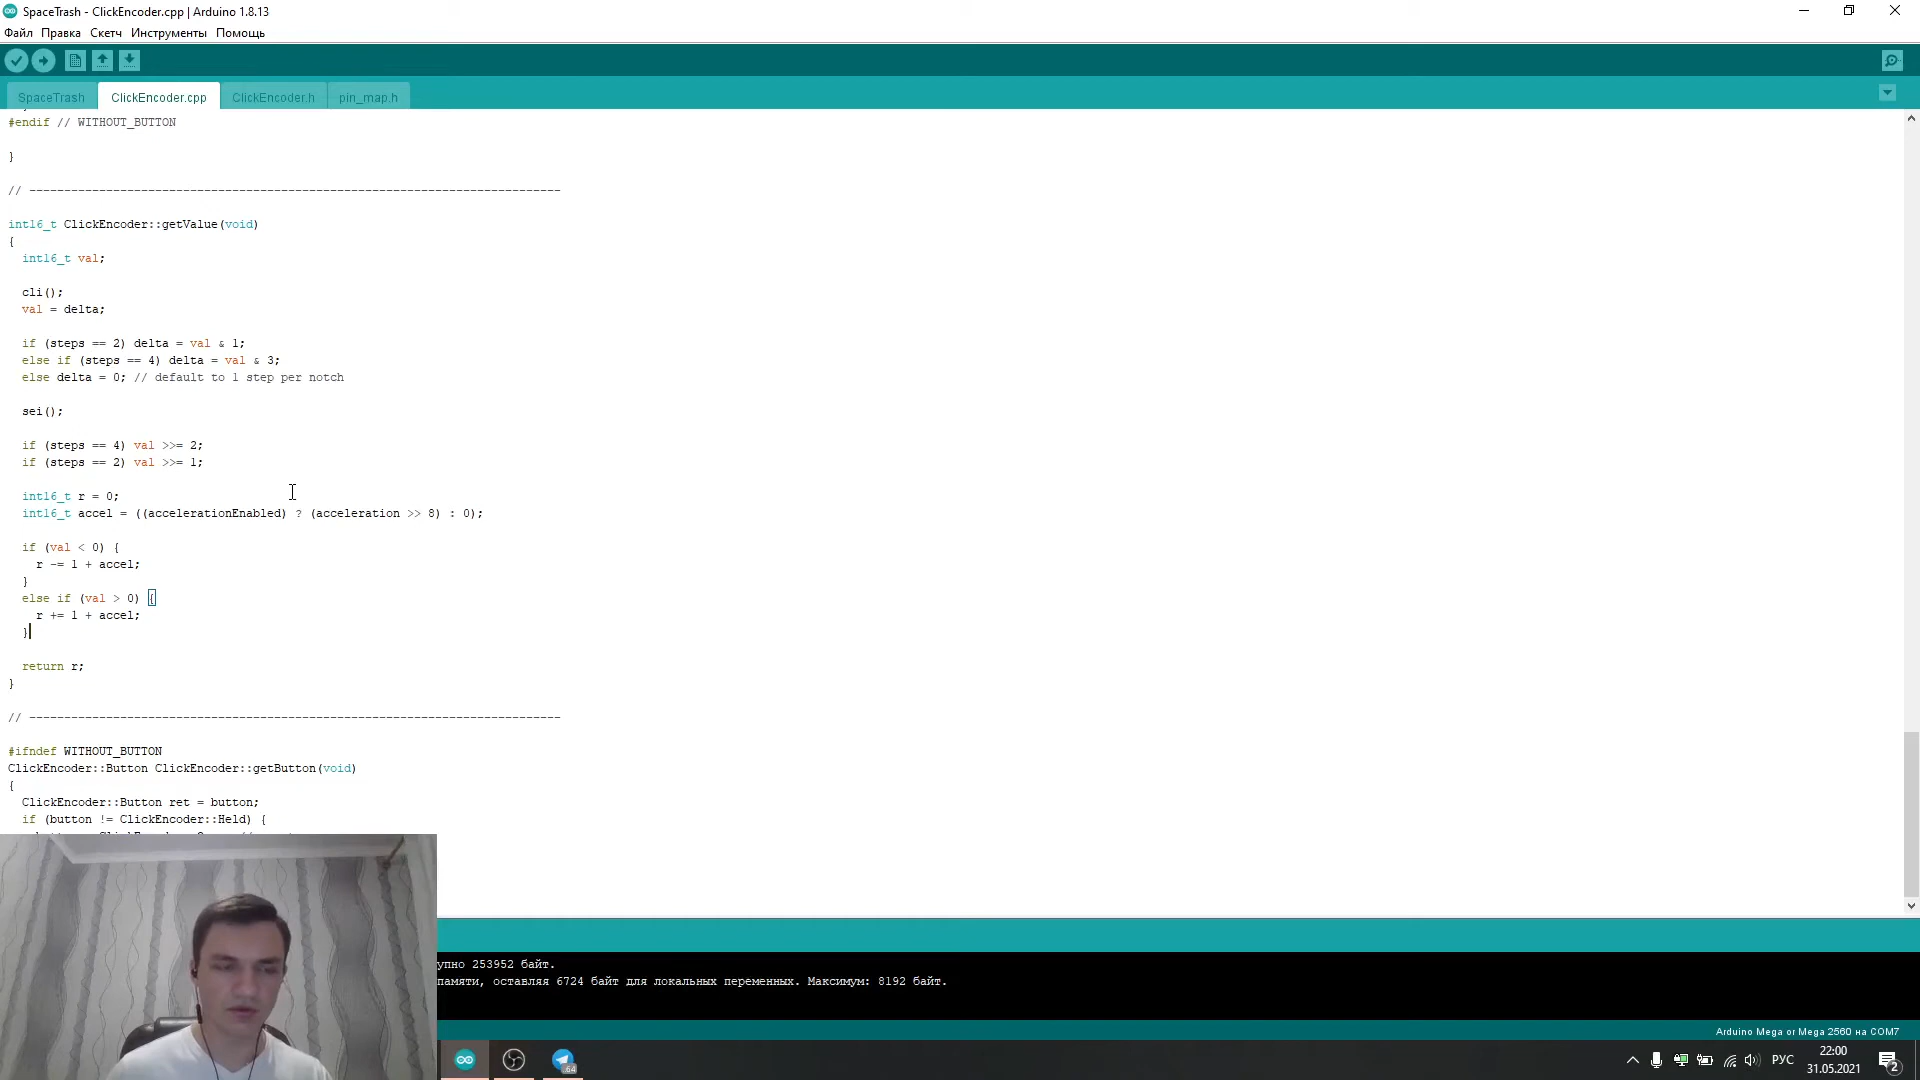 SpaceTrash - ClickEncoder.cpp | Arduino 1.8.13
Файл Правка Скетч Инструменты Помощь
SpaceTrash ClickEncoder.cpp ClickEncoder.h pin_map.h
#endif // WITHOUT_BUTTON
}
// ----------------------------------------------------------------------------
int16_t ClickEncoder::getValue(void)
{
int16_t val;
cli();
val = delta;
if (steps == 2) delta = val & 1;
else if (steps == 4) delta = val & 3;
else delta = 0; // default to 1 step per notch
sei();
if (steps == 4) val >>= 2;
if (steps == 2) val >>= 1;
int16_t r = 0;
int16_t accel = ((accelerationEnabled) ? (acceleration >> 8) : 0);
if (val < 0) {
r -= 1 + accel;
}
else if (val > 0) {
r += 1 + accel;
}
return r;
}
// ----------------------------------------------------------------------------
#ifndef WITHOUT_BUTTON
ClickEncoder::Button ClickEncoder::getButton(void)
{
ClickEncoder::Button ret = button;
if (button != ClickEncoder::Held) {
упно 253952 байт.
памяти, оставляя 6724 байт для локальных переменных. Максимум: 8192 байт.
Arduino Mega or Mega 2560 на COM7
64
РУС
22:00
31.05.2021
2